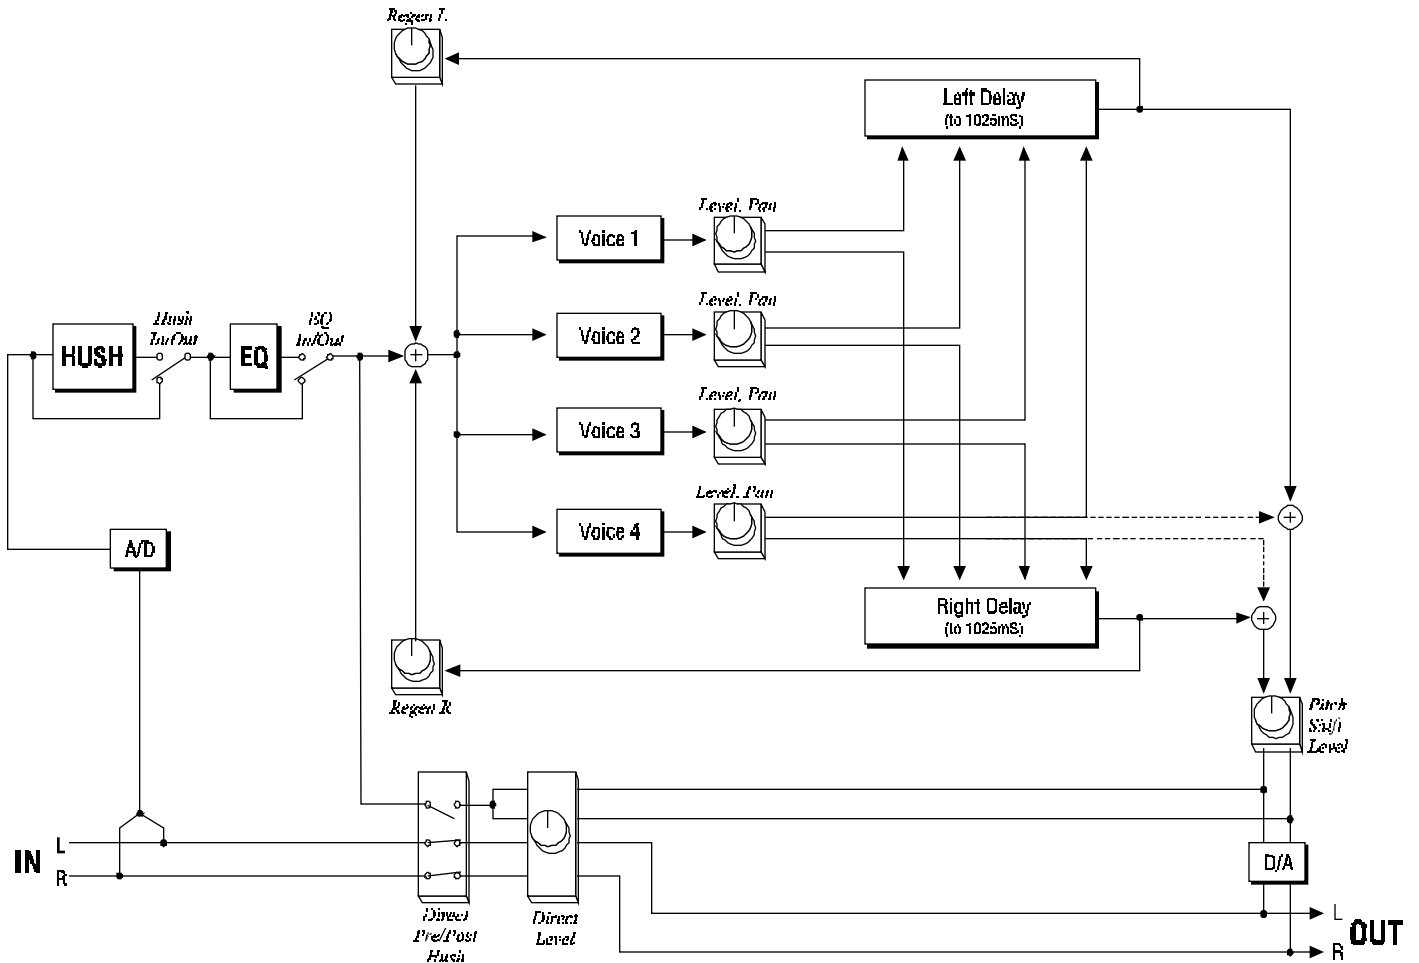 Regen L
Left Delay
(to 1025mS)
Level, Pan
Voice 1
Level, Pan
Voice 2
Hush
In/Out
EQ
In/Out
HUSH
EQ
Level, Pan
Voice 3
Level, Pan
Voice 4
A/D
Right Delay
(to 1025mS)
Regen R
Pitch
Shift
Level
IN
L
R
D/A
Direct
Pre/Post
Hush
Direct
Level
L
R
OUT